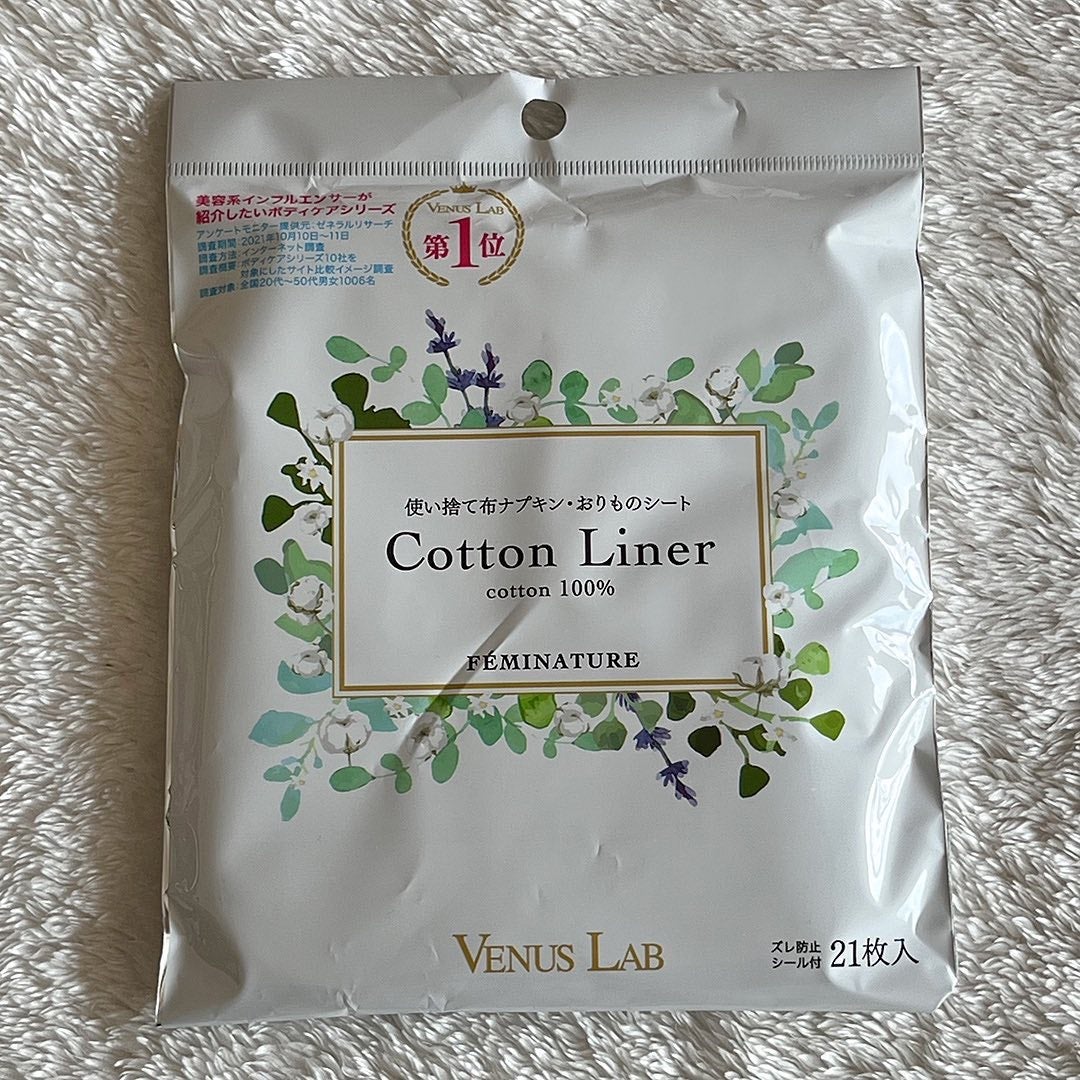 美容系インフルエンサーが
紹介したいボディケアシリーズ
アンケートモニター提供元:ゼネラルリサーチ
調査期間:2021年10月10日〜11日
調査方法:インターネット調査
調査概要:ボディケアシリーズ10社を
対象にしたサイト比較イメージ調査
調査対象:全国20代〜50代男女1006名
VENUS LAB
第1位
使い捨て布ナプキン・おりものシート
Cotton Liner
cotton 100%
FÉMINATURE
VENUS LAB
ズレ防止
シール付 21枚入